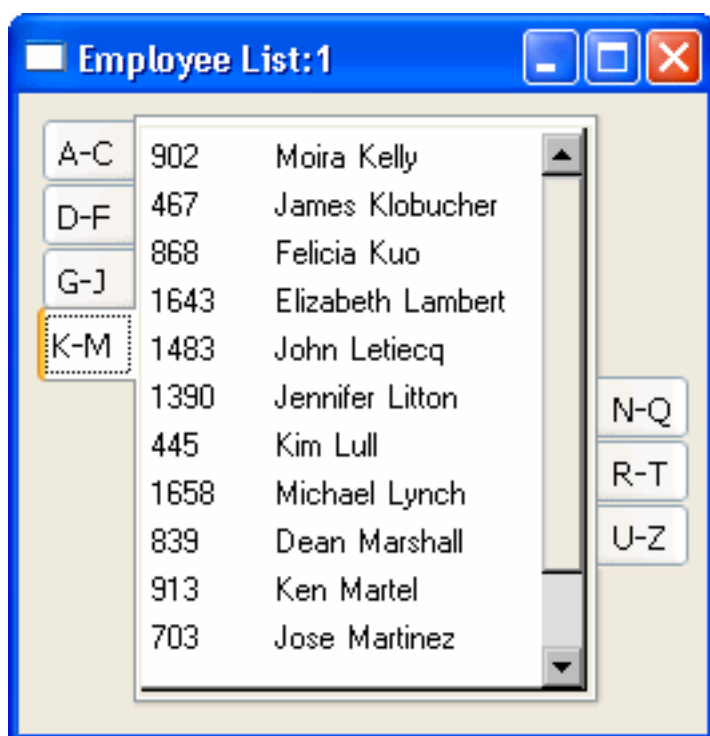 Employee List:1
A-C
D-F
G-J
K-M
902 Moira Kelly
467 James Klobucher
868 Felicia Kuo
1643 Elizabeth Lambert
1483 John Letiecq
1390 Jennifer Litton
445 Kim Lull
1658 Michael Lynch
839 Dean Marshall
913 Ken Martel
703 Jose Martinez
N-Q
R-T
U-Z